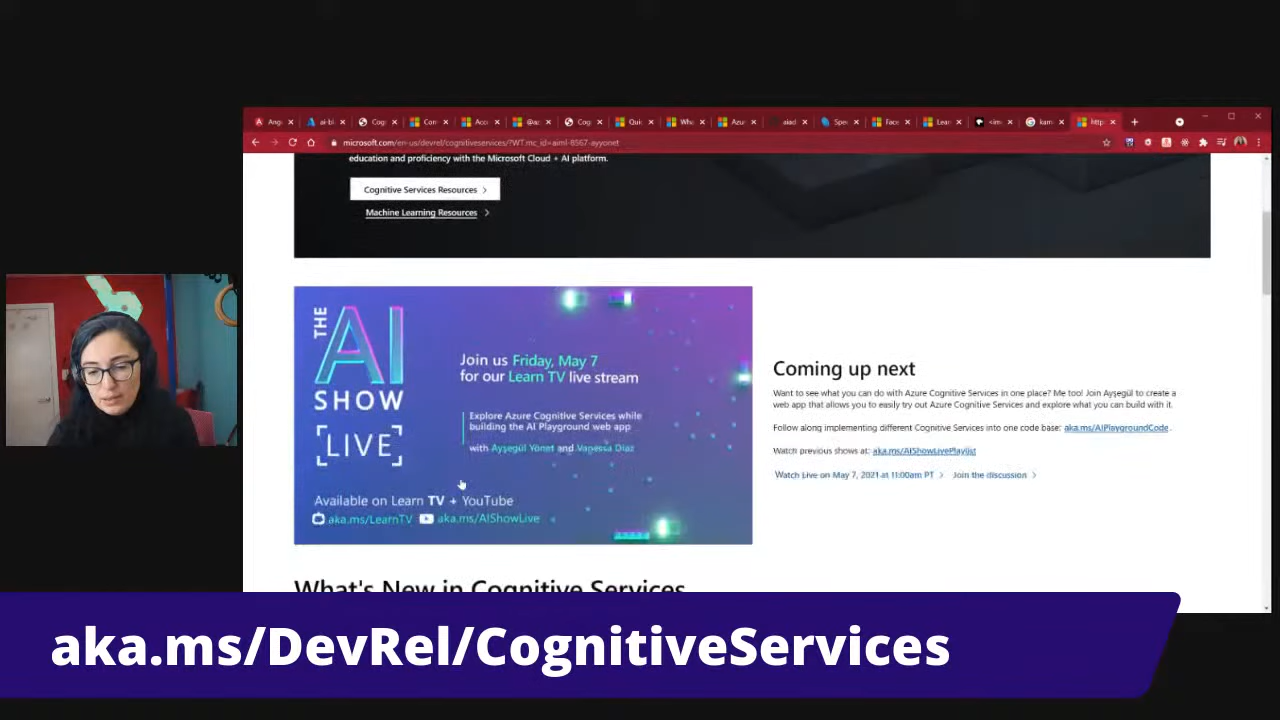 microsoft.com/en-us/devrel/cognitiveservices/?WT.mc_id=aiml-8567-ayyonet
education and proficiency with the Microsoft Cloud + AI platform.
Cognitive Services Resources
Machine Learning Resources
THE
AI
SHOW
[LIVE]
Join us Friday, May 7
for our Learn TV live stream
Explore Azure Cognitive Services while
building the AI Playground web app
with Ayşegül Yönet and Vanessa Diaz
Available on Learn TV + YouTube
aka.ms/LearnTV aka.ms/AIShowLive
Coming up next
Want to see what you can do with Azure Cognitive Services in one place? Me too! Join Ayşegül to create a
web app that allows you to easily try out Azure Cognitive Services and explore what you can build with it.
Follow along implementing different Cognitive Services into one code base: aka.ms/AIPlaygroundCode.
Watch previous shows at: aka.ms/AIShowLivePlaylist
Watch Live on May 7, 2021 at 11:00am PT Join the discussion
What's New in Cognitive Services
aka.ms/DevRel/CognitiveServices